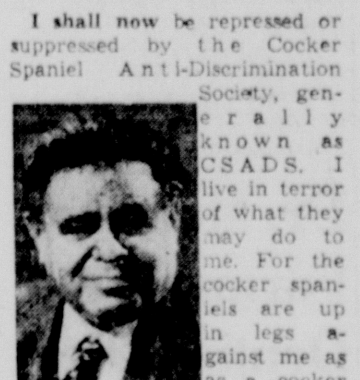 I shall now be repressed or
suppressed by the Cocker
Spaniel Anti-Discrimination
Society, gen-
erally
known as
CSADS. I
live in terror
of what they
may do to
me. For the
cocker span-
iels are up
in legs a-
gainst me as
as a cocker